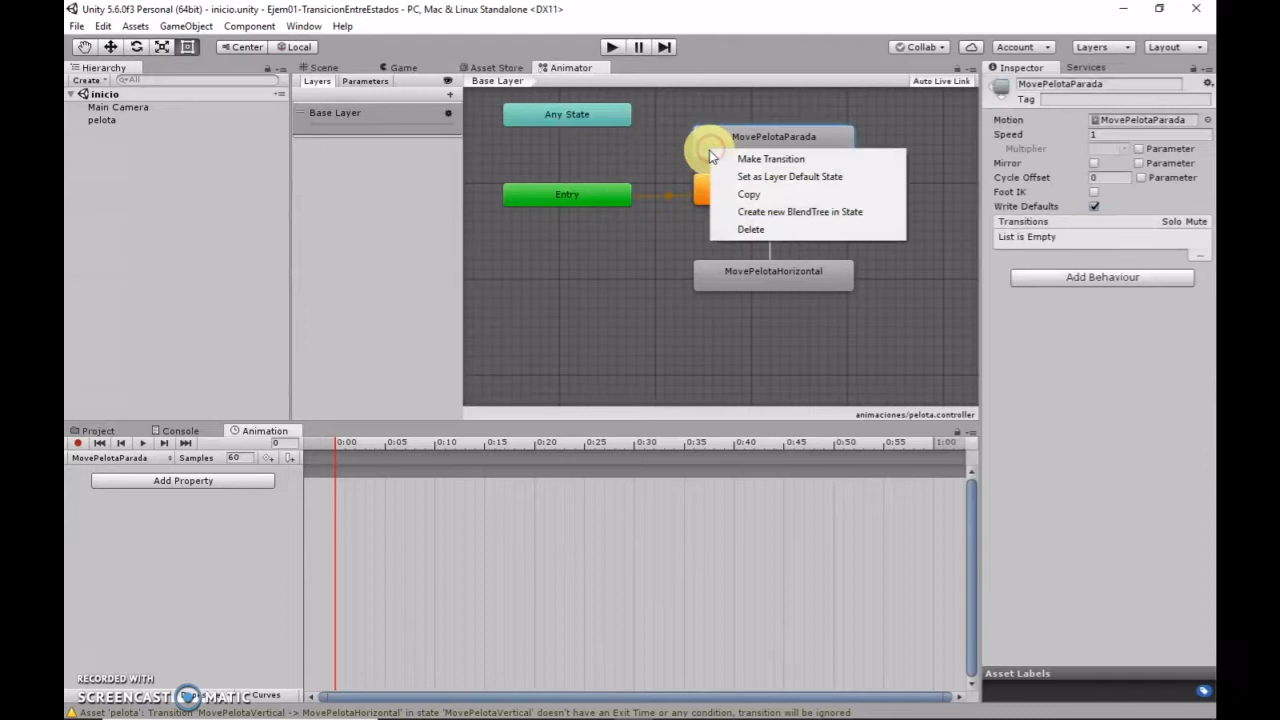 Unity 5.6.0f3 Personal (64bit) - inicio.unity - Ejem01-TransicionEntreEstados - PC, Mac & Linux Standalone <DX11>
File Edit Assets GameObject Component Window Help
Center Local Collab Account Layers Layout
Hierarchy
Create All
inicio
Main Camera
pelota
Scene Game Asset Store Animator
Layers Parameters Base Layer Auto Live Link
Base Layer
Any State
Entry
MovePelotaParada
Make Transition
Set as Layer Default State
Copy
Create new BlendTree in State
Delete
MovePelotaHorizontal
animaciones/pelota.controller
Inspector Services
MovePelotaParada
Tag
Motion MovePelotaParada
Speed 1
Multiplier Parameter
Mirror Parameter
Cycle Offset 0 Parameter
Foot IK
Write Defaults
Transitions Solo Mute
List is Empty
Add Behaviour
Asset Labels
Project Console Animation
0 0:00 0:05 0:10 0:15 0:20 0:25 0:30 0:35 0:40 0:45 0:50 0:55 1:00
MovePelotaParada Samples 60
Add Property
RECORDED WITH
SCREENCAST MATIC
Curves
Asset 'pelota': Transition 'MovePelotaVertical -> MovePelotaHorizontal' in state 'MovePelotaVertical' doesn't have an Exit Time or any condition, transition will be ignored